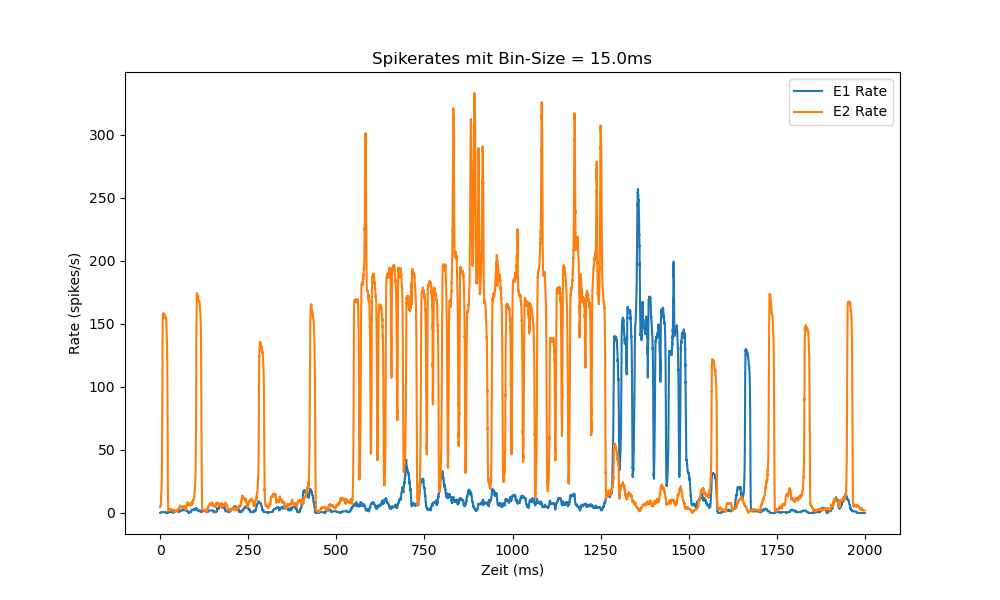 Spikerates mit Bin-Size = 15.0ms
E1 Rate
E2 Rate
Rate (spikes/s)
300
250
200
150
100
50
0
0 250 500 750 1000 1250 1500 1750 2000
Zeit (ms)